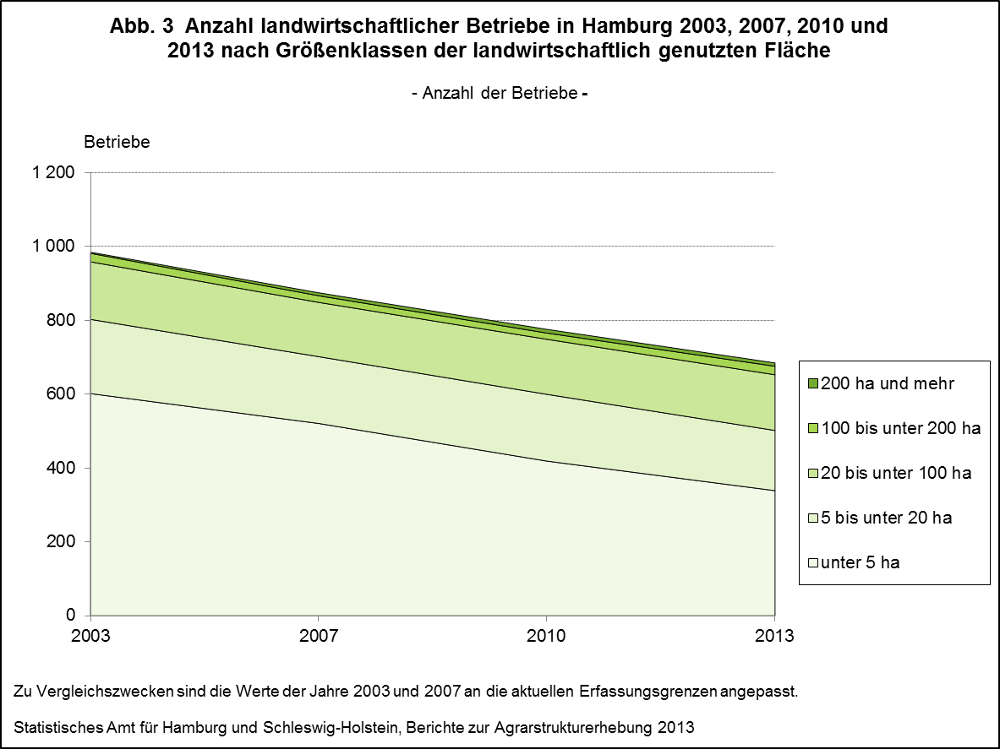 Abb. 3  Anzahl landwirtschaftlicher Betriebe in Hamburg 2003, 2007, 2010 und
2013 nach Größenklassen der landwirtschaftlich genutzten Fläche
- Anzahl der Betriebe -
Betriebe
1 200
1 000
800
600
400
200
0
2003 2007 2010 2013
200 ha und mehr
100 bis unter 200 ha
20 bis unter 100 ha
5 bis unter 20 ha
unter 5 ha
Zu Vergleichszwecken sind die Werte der Jahre 2003 und 2007 an die aktuellen Erfassungsgrenzen angepasst.
Statistisches Amt für Hamburg und Schleswig-Holstein, Berichte zur Agrarstrukturerhebung 2013